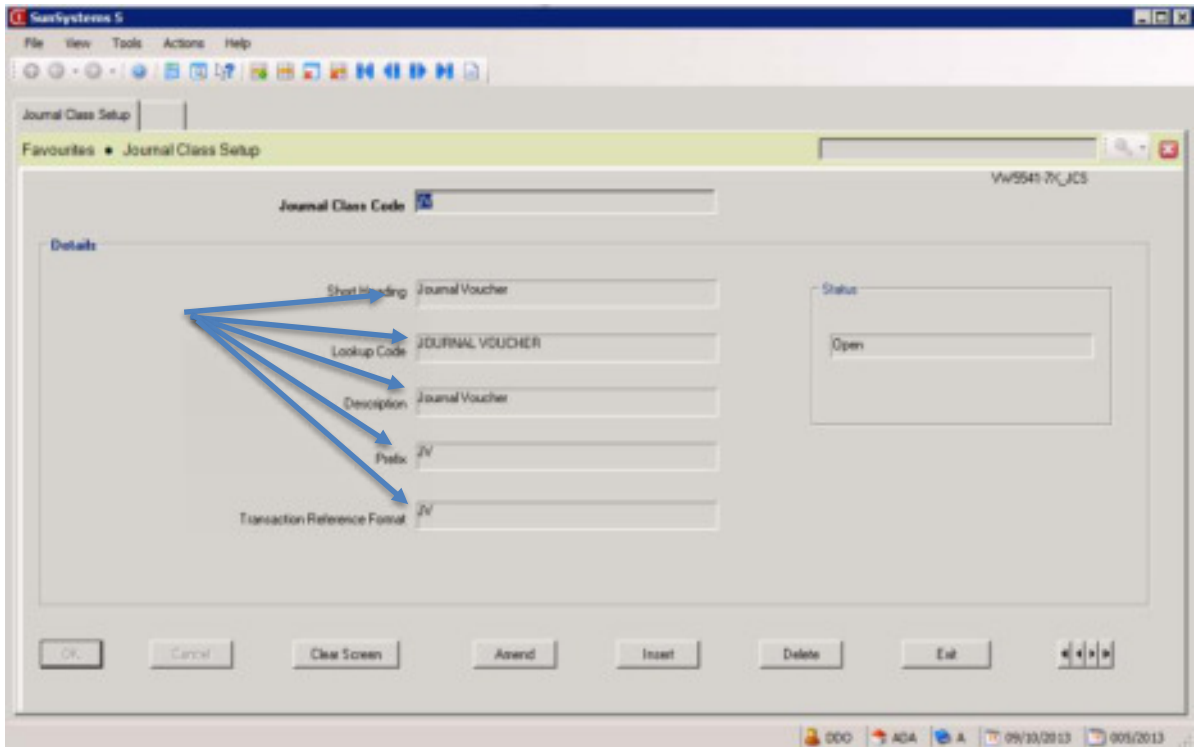 SunSystems 5
File View Tools Actions Help
Journal Class Setup
Favourites • Journal Class Setup
Journal Class Code JV
Details
Short Heading Journal Voucher
Status
Lookup Code JOURNAL VOUCHER
Open
Description Journal Voucher
Prefix JV
Transaction Reference Format JV
OK Cancel Clear Screen Amend Insert Delete Exit
DDO ADA A 09/10/2013 005/2013